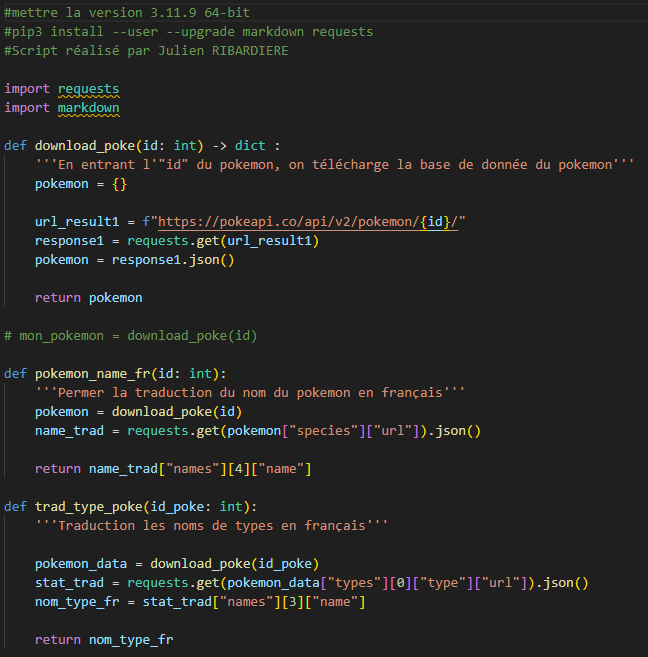 #mettre la version 3.11.9 64-bit
#pip3 install --user --upgrade markdown requests
#Script réalisé par Julien RIBARDIERE
import requests
import markdown
def download_poke(id: int) -> dict :
'''En entrant l'"id" du pokemon, on télécharge la base de donnée du pokemon'''
pokemon = {}
url_result1 = f"https://pokeapi.co/api/v2/pokemon/{id}/"
response1 = requests.get(url_result1)
pokemon = response1.json()
return pokemon
# mon_pokemon = download_poke(id)
def pokemon_name_fr(id: int):
'''Permer la traduction du nom du pokemon en français'''
pokemon = download_poke(id)
name_trad = requests.get(pokemon["species"]["url"]).json()
return name_trad["names"][4]["name"]
def trad_type_poke(id_poke: int):
'''Traduction les noms de types en français'''
pokemon_data = download_poke(id_poke)
stat_trad = requests.get(pokemon_data["types"][0]["type"]["url"]).json()
nom_type_fr = stat_trad["names"][3]["name"]
return nom_type_fr